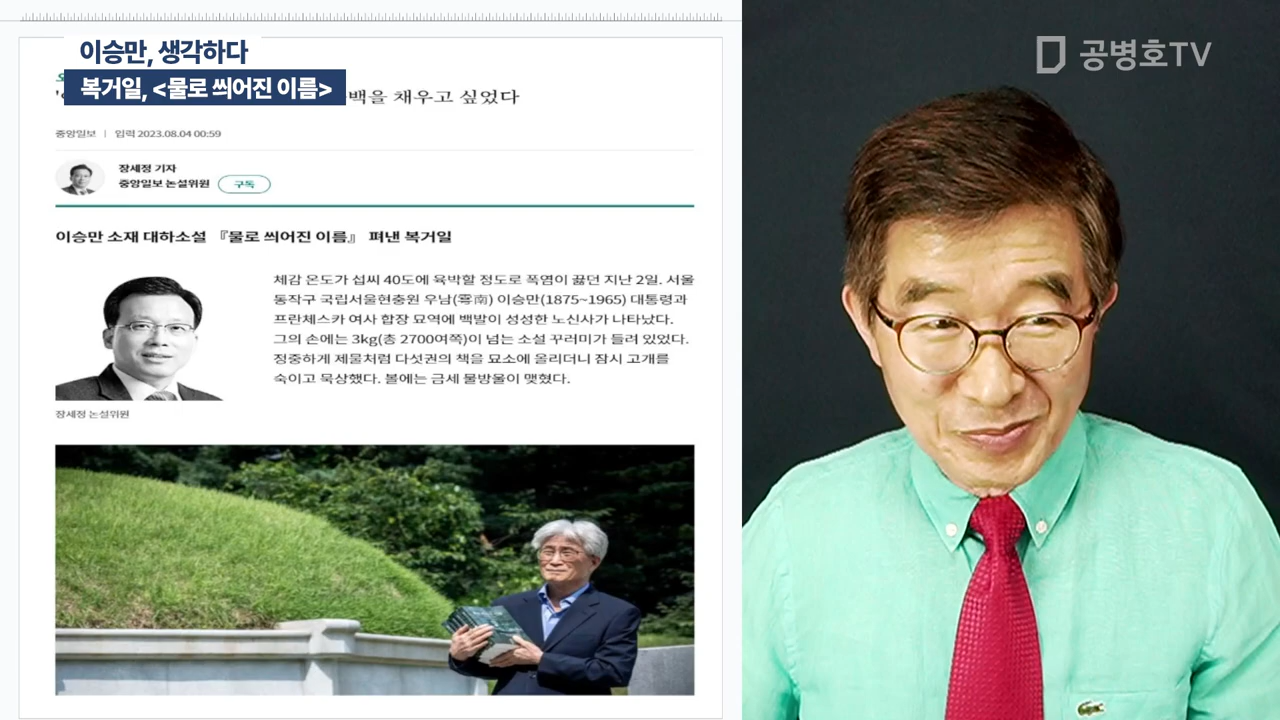 이승만, 생각하다
복거일, <물로 씌어진 이름>
백을 채우고 싶었다
중앙일보 | 입력 2023.08.04 00:59
장세정 기자
중앙일보 논설위원 구독
이승만 소재 대하소설 『물로 씌어진 이름』 펴낸 복거일
체감 온도가 섭씨 40도에 육박할 정도로 폭염이 끓던 지난 2일. 서울
동작구 국립서울현충원 우남(雩南) 이승만(1875~1965) 대통령과
프란체스카 여사 합장 묘역에 백발이 성성한 노신사가 나타났다.
그의 손에는 3kg(총 2700여쪽)이 넘는 소설 꾸러미가 들려 있었다.
정중하게 제물처럼 다섯권의 책을 묘소에 올리더니 잠시 고개를
숙이고 묵상했다. 볼에는 금세 물방울이 맺혔다.
장세정 논설위원
공병호TV